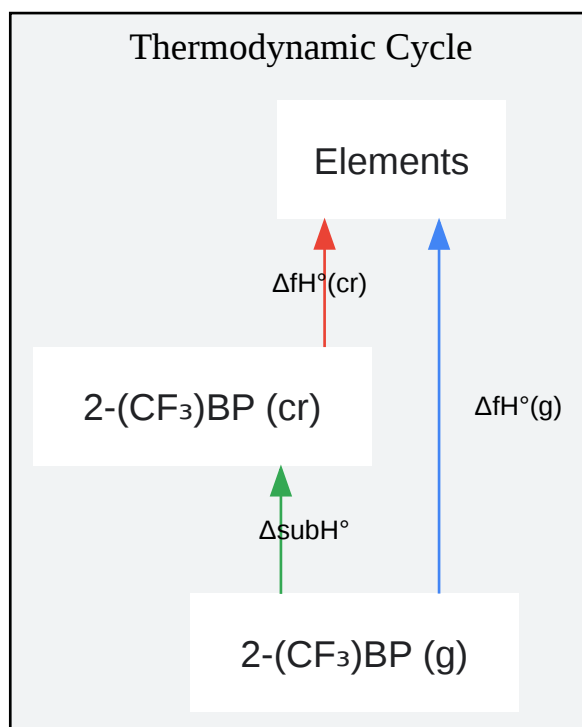 Thermodynamic Cycle
Elements
ΔfH°(cr)
2-(CF₃)BP (cr)
ΔfH°(g)
ΔsubH°
2-(CF₃)BP (g)